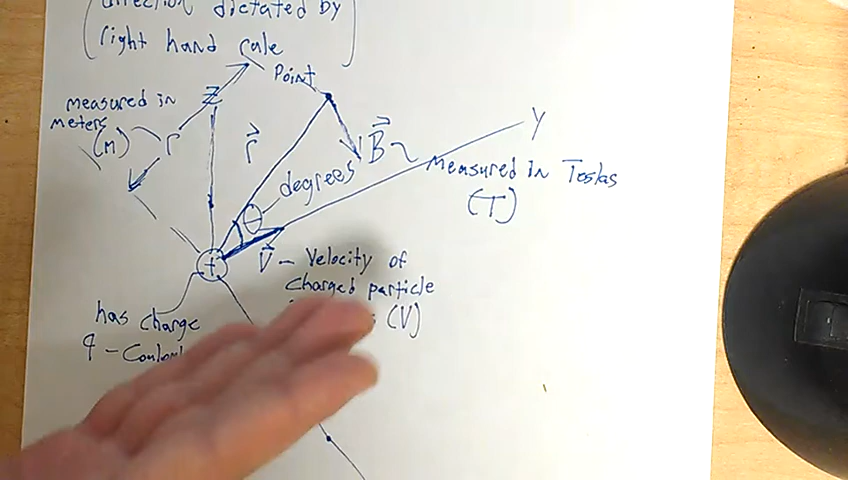 direction dictated by
right hand rule
Point
Z
measured in
meters
(M)
r
r
B
Y
Measured in Teslas
(T)
degrees
θ
+
V - Velocity of
Charged particle
(V)
has charge
q -